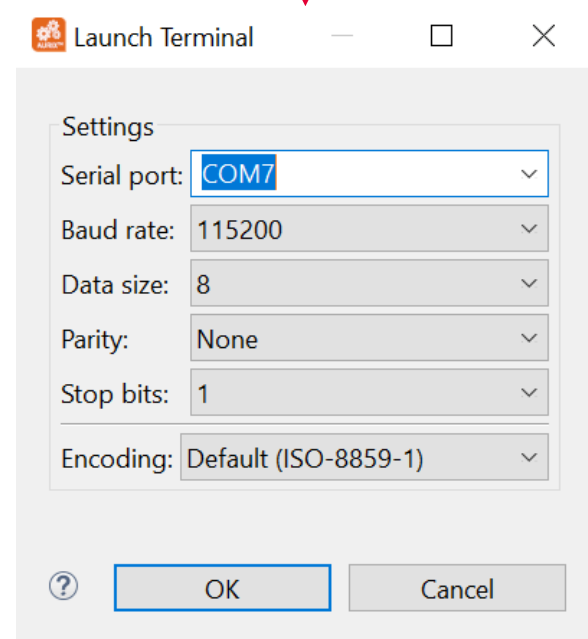 Launch Terminal
Settings
Serial port: COM7
Baud rate: 115200
Data size: 8
Parity: None
Stop bits: 1
Encoding: Default (ISO-8859-1)
OK Cancel